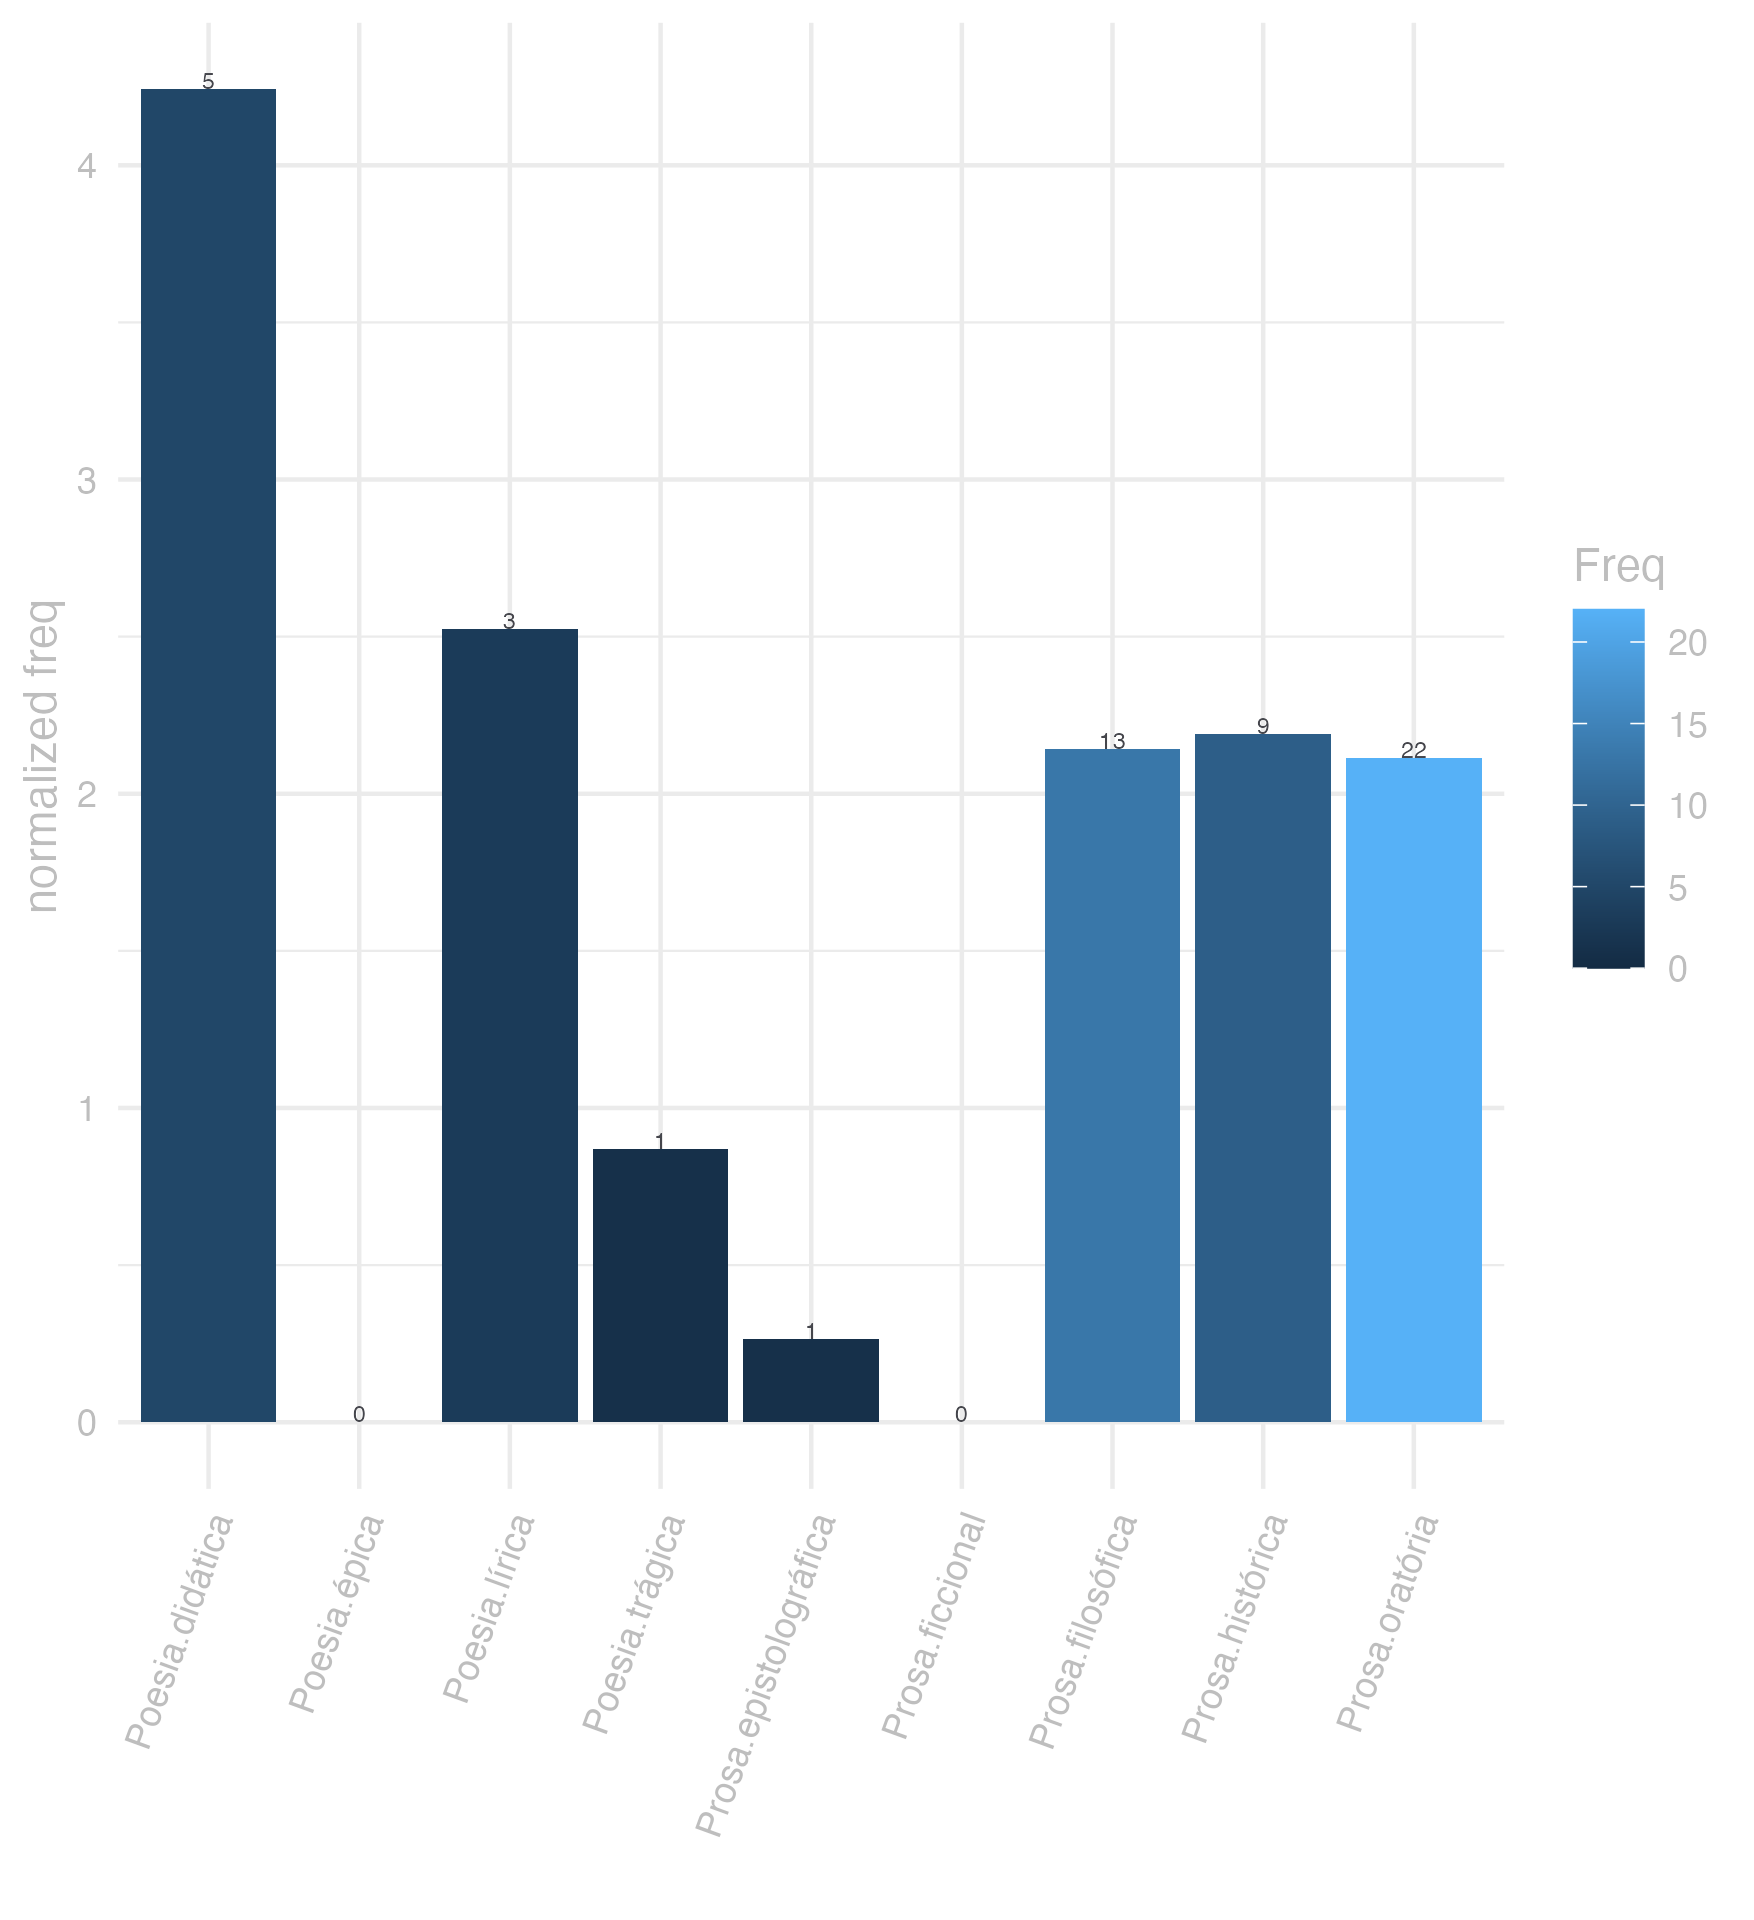 normalized freq
4
3
2
1
0
5
0
3
1
1
0
13
9
22
Poesia.didática
Poesia.épica
Poesia.lírica
Poesia.trágica
Prosa.epistolográfica
Prosa.ficcional
Prosa.filosófica
Prosa.histórica
Prosa.oratória
Freq
20
15
10
5
0